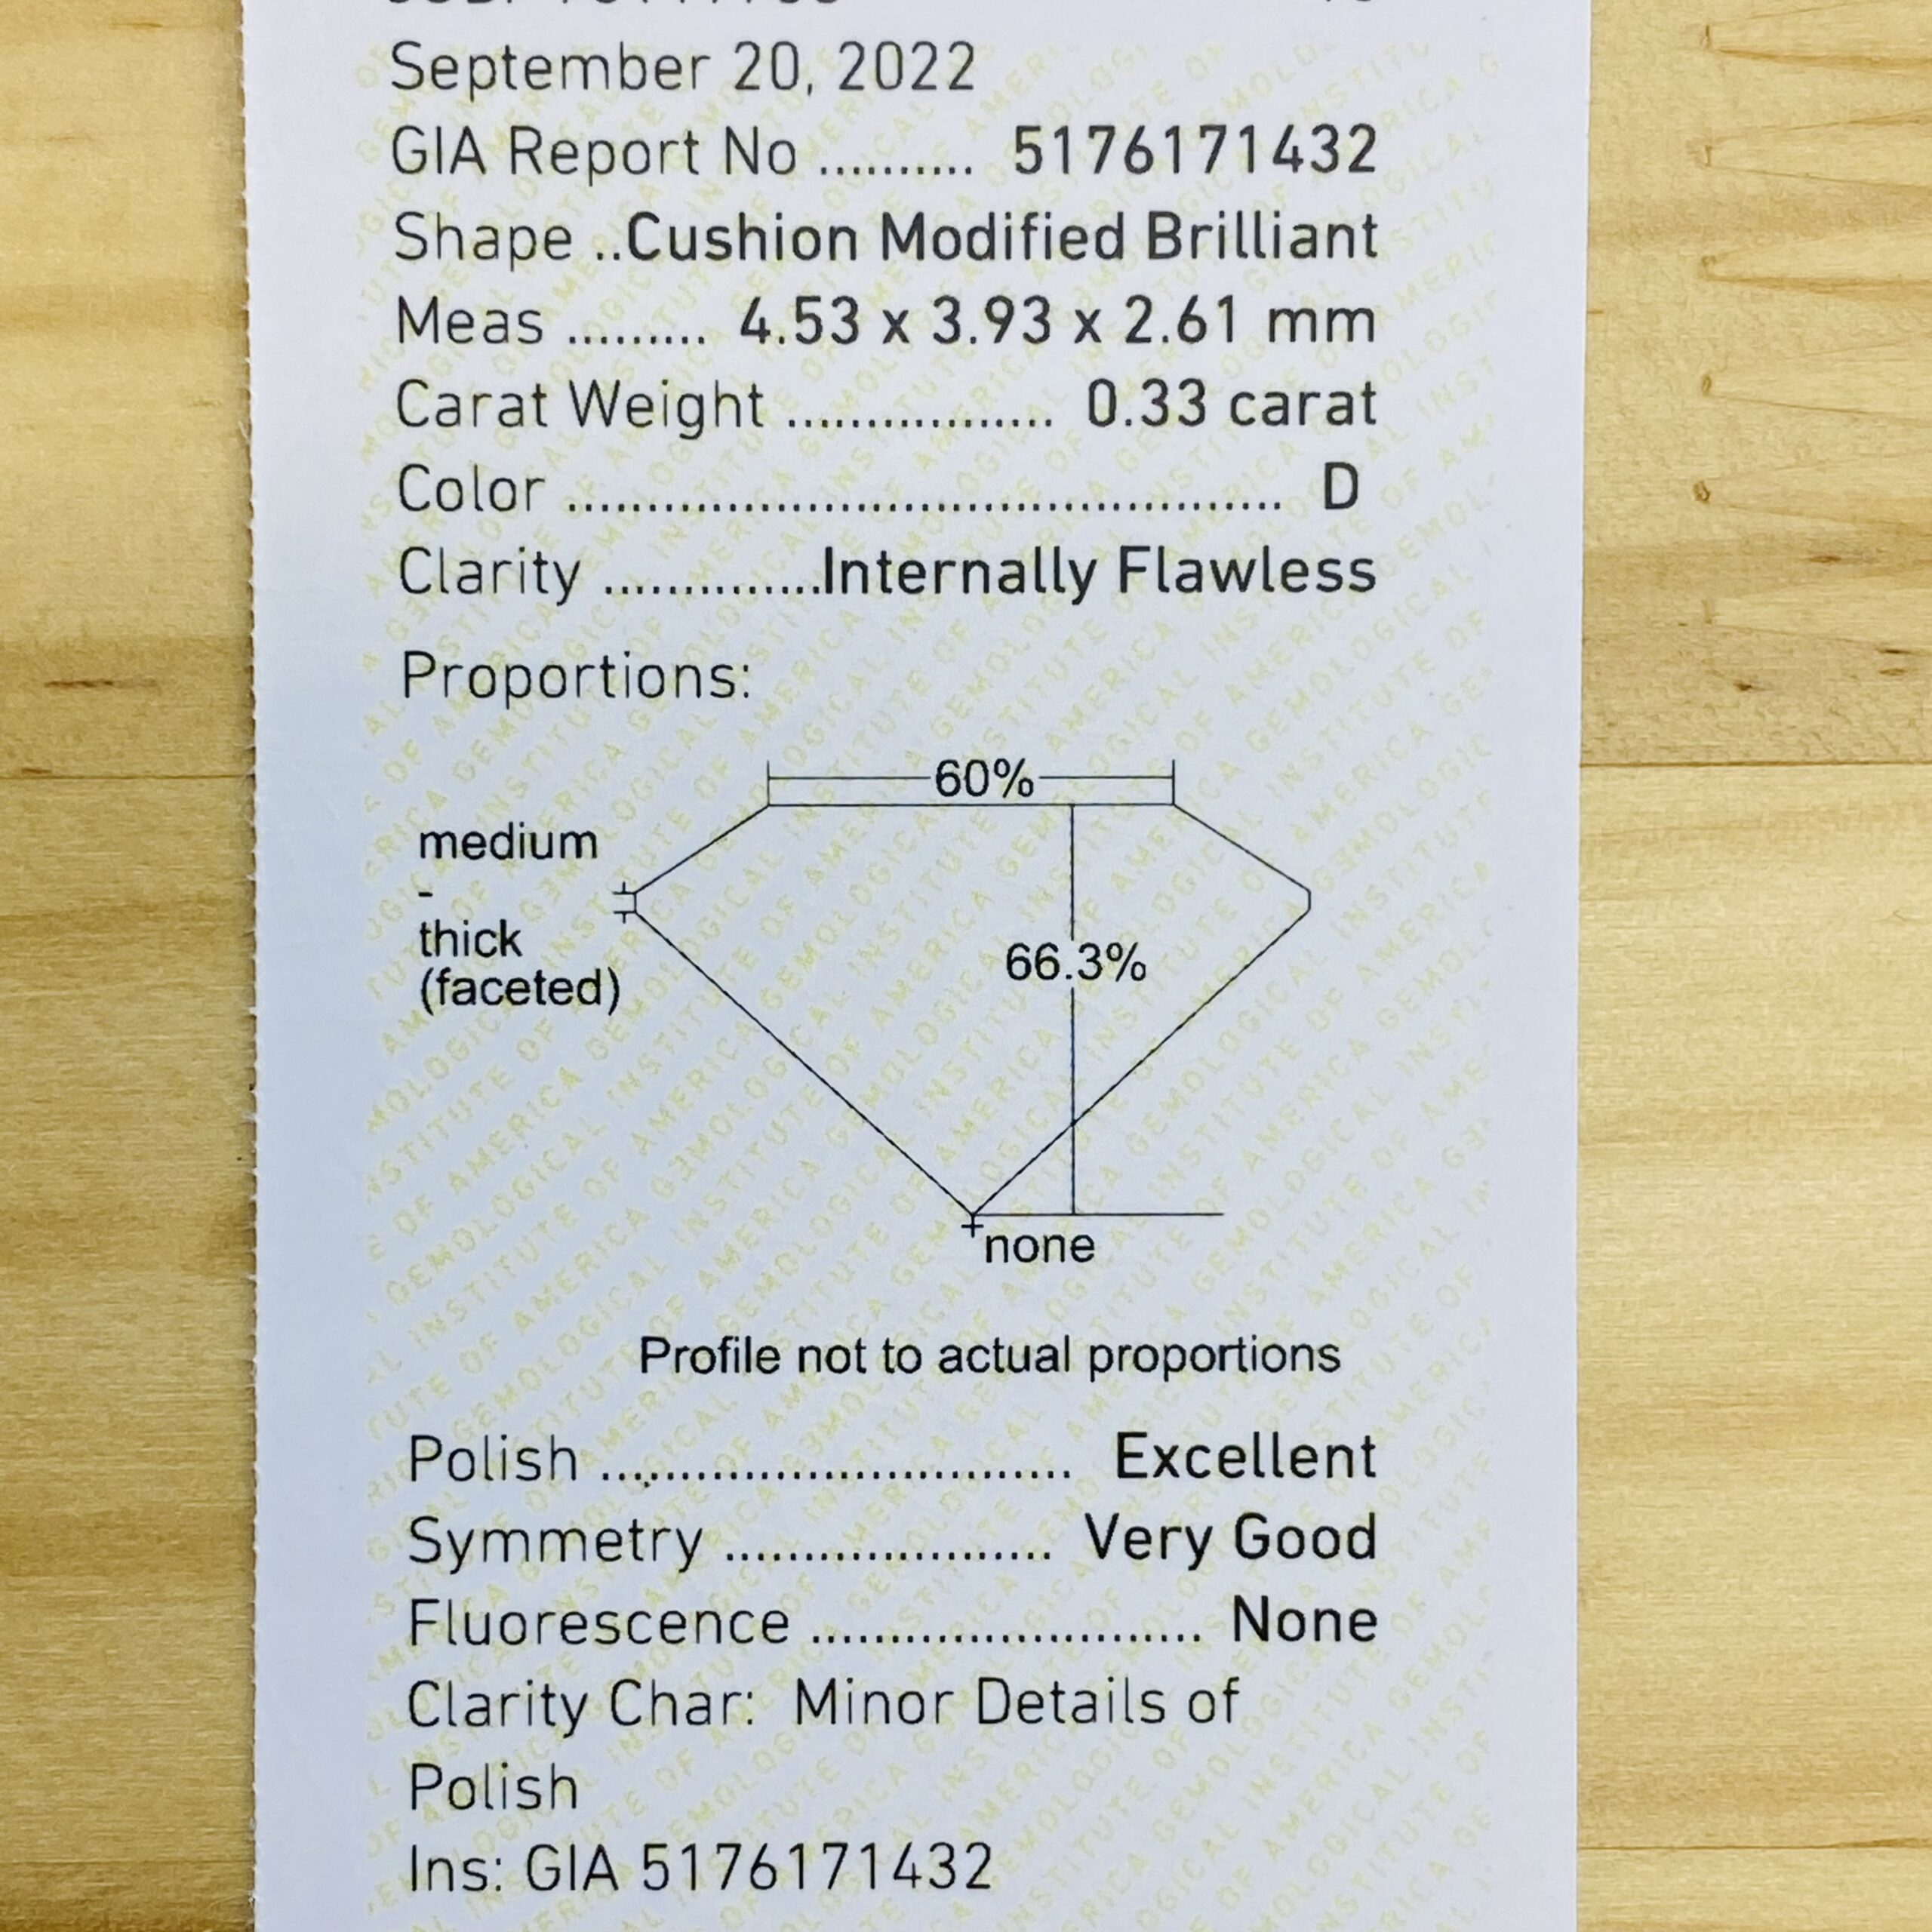 September 20, 2022
GIA Report No .......... 5176171432
Shape ..Cushion Modified Brilliant
Meas ......... 4.53 x 3.93 x 2.61 mm
Carat Weight ................. 0.33 carat
Color ............................................. D
Clarity ..............Internally Flawless
Proportions:
60%
medium
-
thick
(faceted)
66.3%
none
Profile not to actual proportions
Polish .............................. Excellent
Symmetry ..................... Very Good
Fluorescence ......................... None
Clarity Char: Minor Details of
Polish
Ins: GIA 5176171432